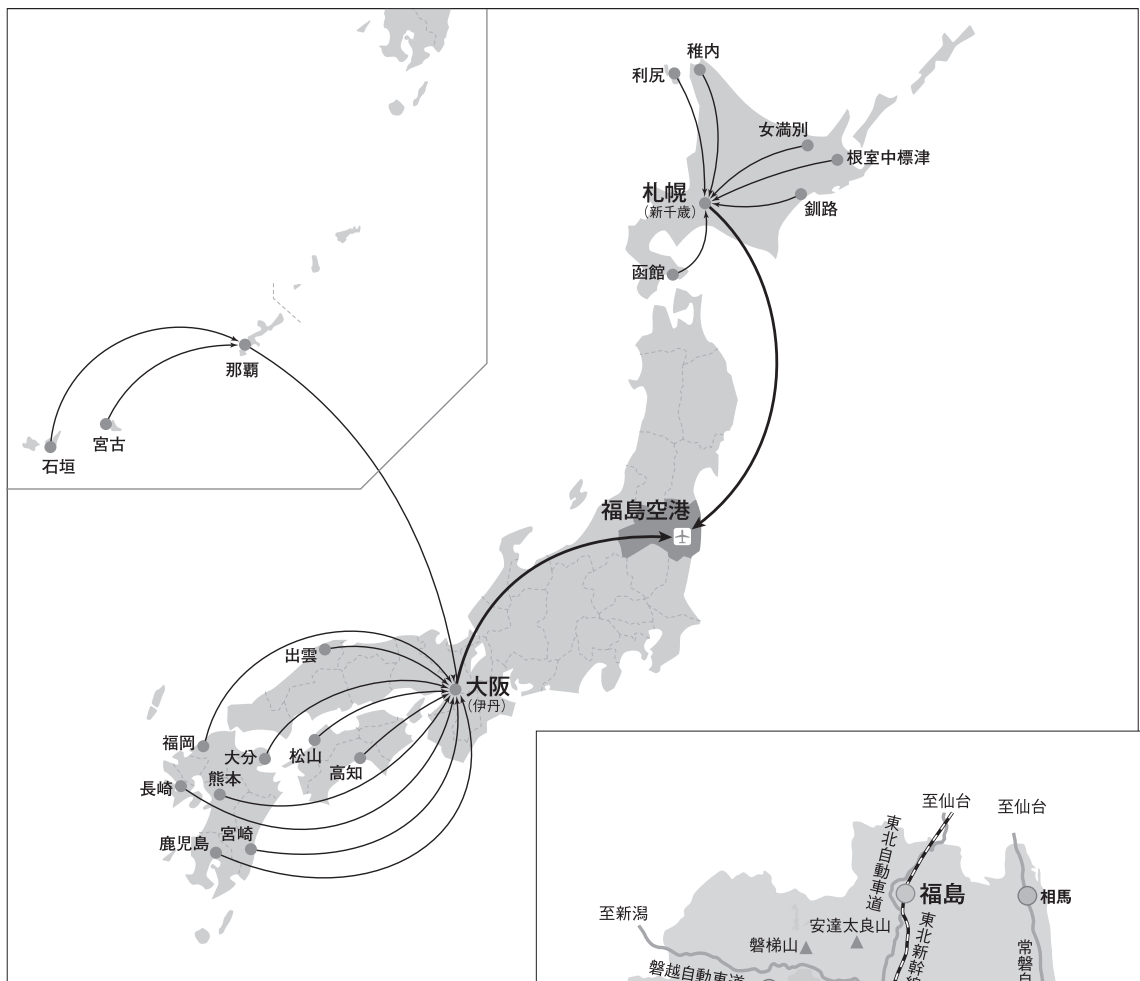 稚内
利尻
女満別
根室中標津
札幌
（新千歳）
釧路
函館
那覇
宮古
石垣
福島空港
出雲
大阪
（伊丹）
福岡
大分
松山
高知
熊本
長崎
宮崎
鹿児島
至仙台
至仙台
東北自動車道
福島
相馬
至新潟
安達太良山
磐梯山
東北新幹線
磐越自動車道
常磐自